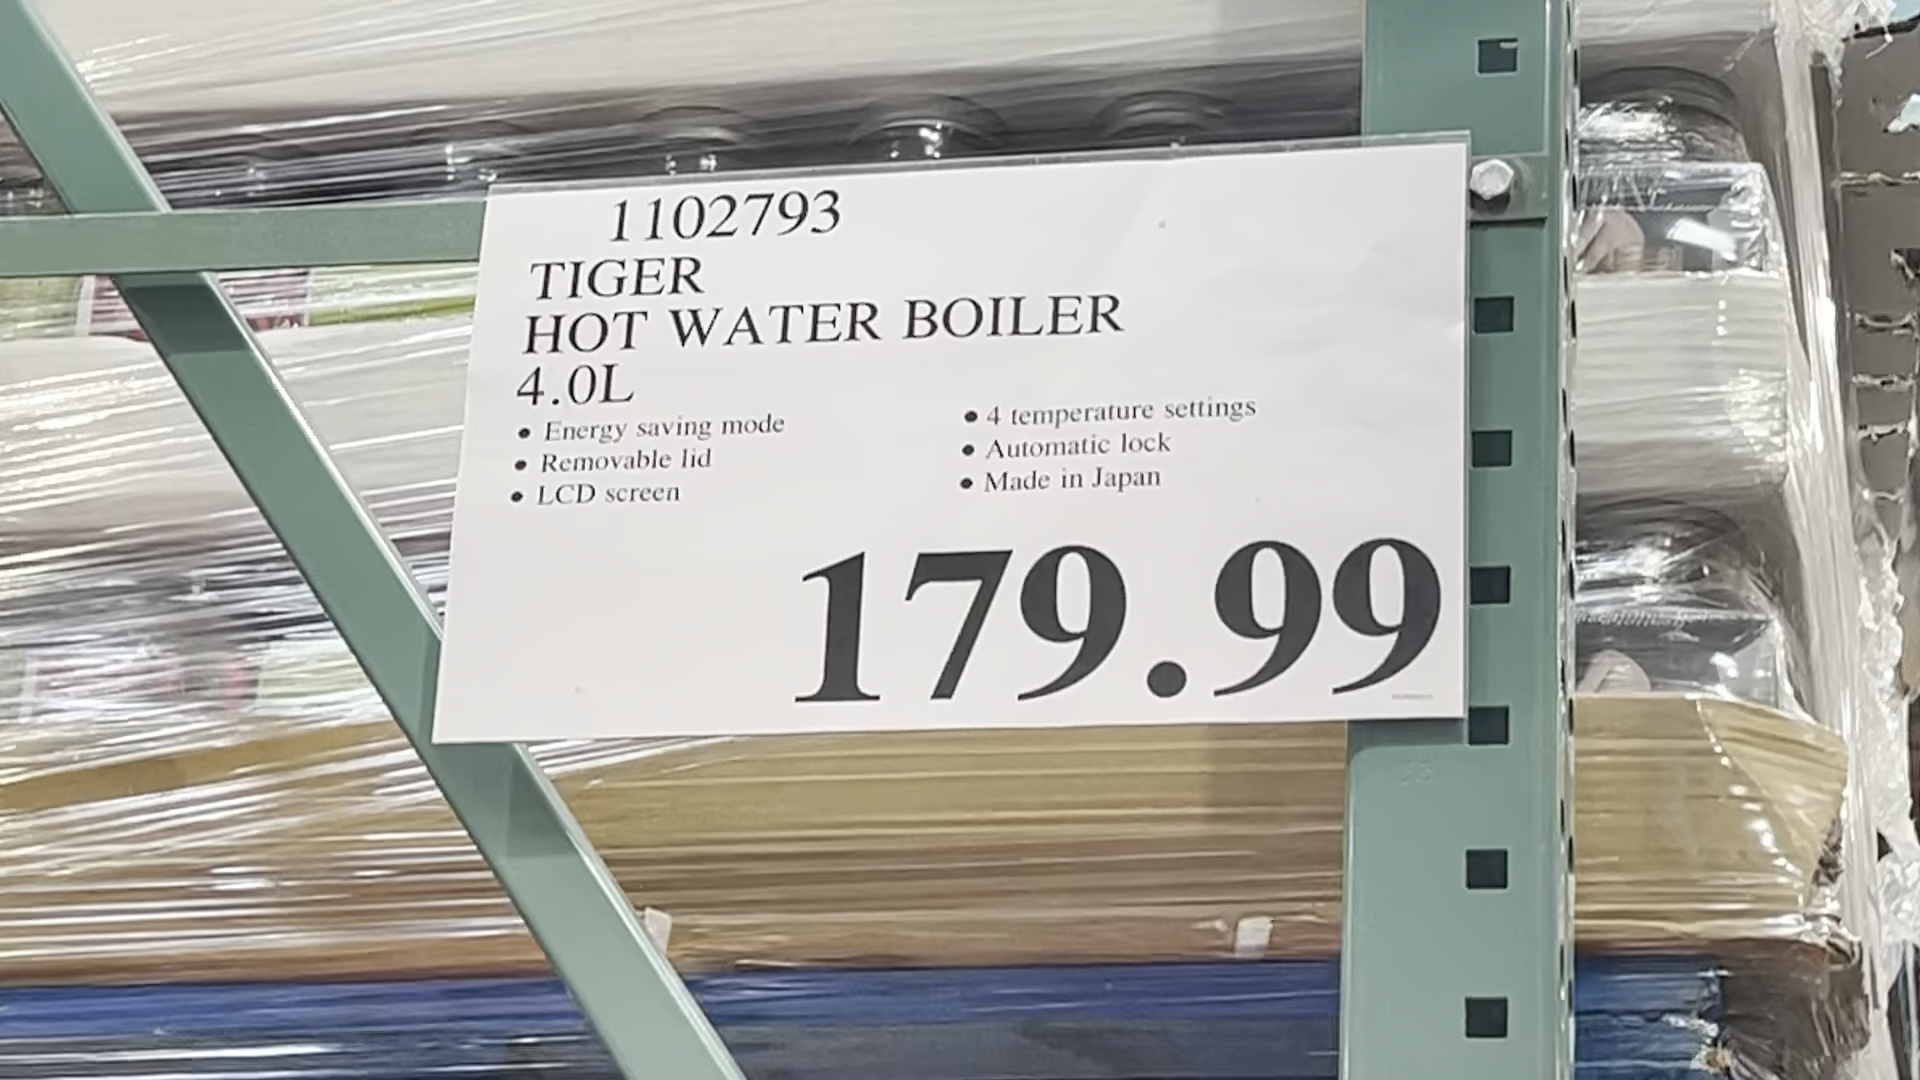 1102793
TIGER
HOT WATER BOILER
4.0L
• Energy saving mode
• Removable lid
• LCD screen
• 4 temperature settings
• Automatic lock
• Made in Japan
179.99